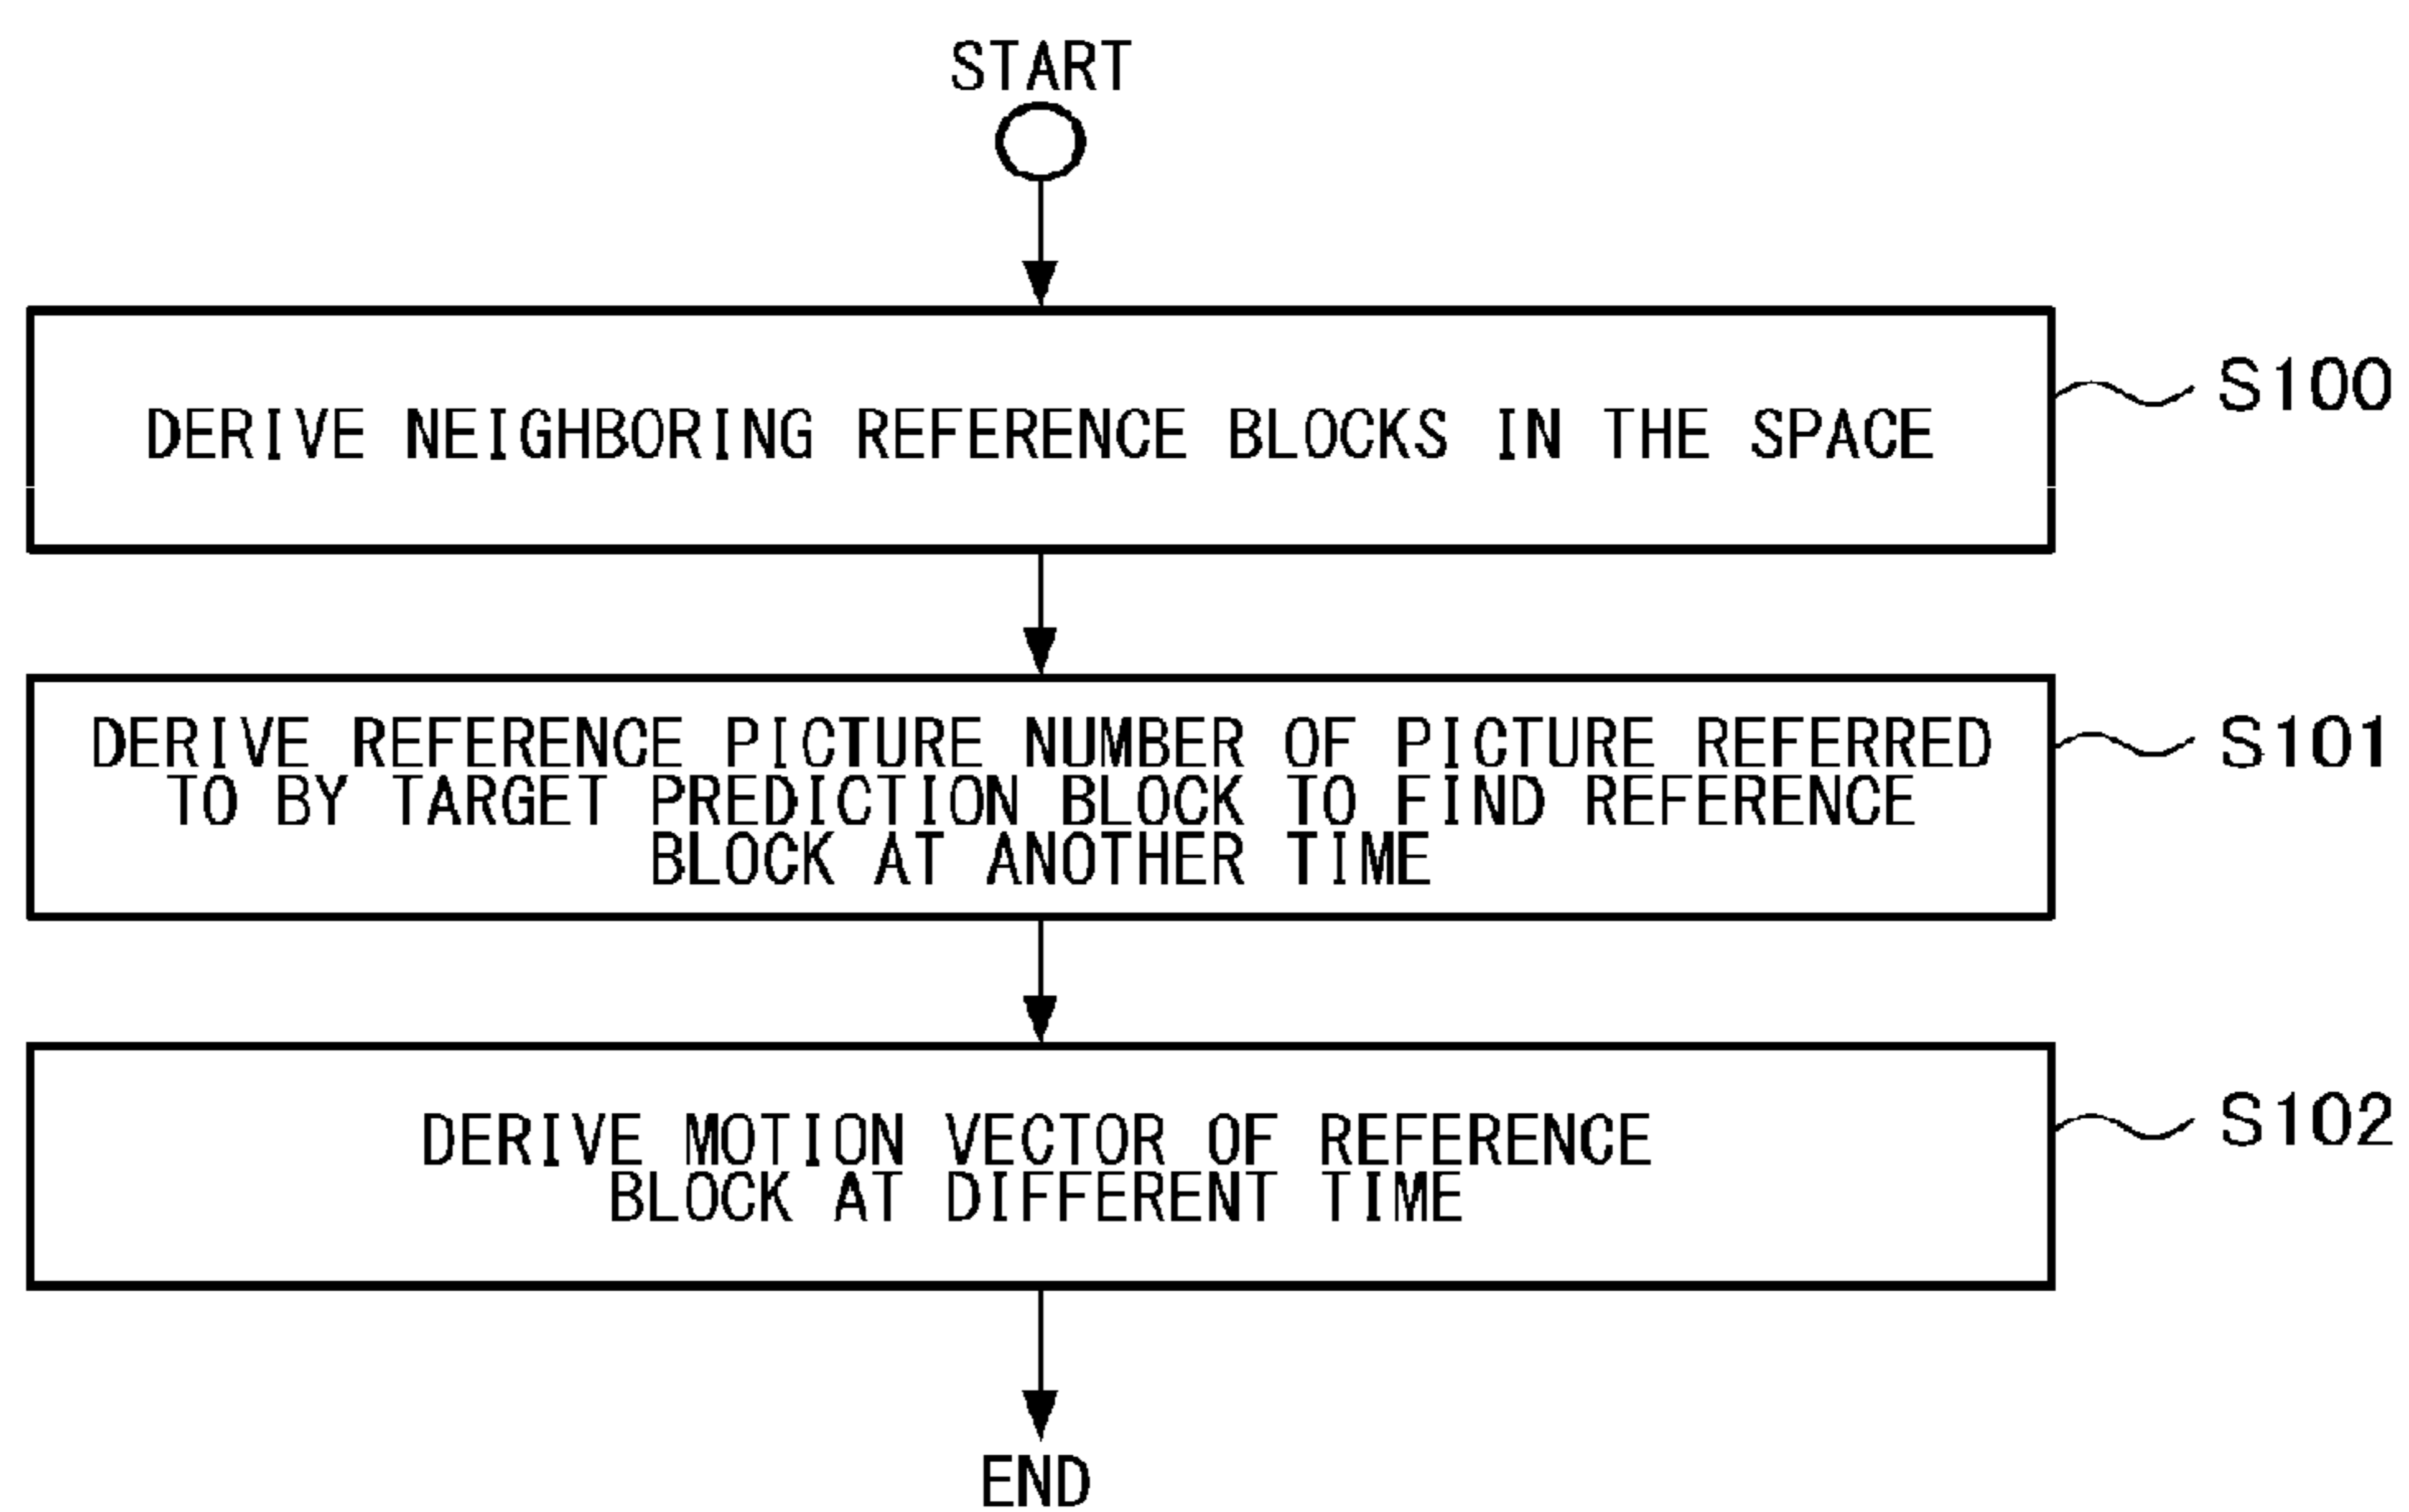 START
DERIVE NEIGHBORING REFERENCE BLOCKS IN THE SPACE
S100
DERIVE REFERENCE PICTURE NUMBER OF PICTURE REFERRED
TO BY TARGET PREDICTION BLOCK TO FIND REFERENCE
BLOCK AT ANOTHER TIME
S101
DERIVE MOTION VECTOR OF REFERENCE
BLOCK AT DIFFERENT TIME
S102
END